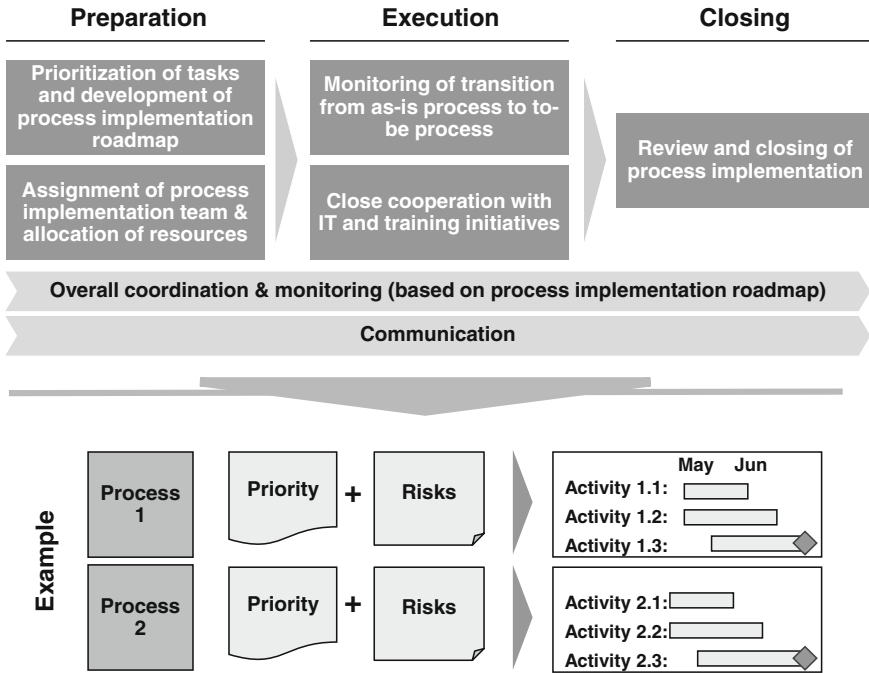 Preparation
Execution
Closing
Prioritization of tasks
and development of
process implementation
roadmap
Assignment of process
implementation team &
allocation of resources
Monitoring of transition
from as-is process to to-
be process
Close cooperation with
IT and training initiatives
Review and closing of
process implementation
Overall coordination & monitoring (based on process implementation roadmap)
Communication
Example
Process
1
Priority
+
Risks
May
Jun
Activity 1.1:
Activity 1.2:
Activity 1.3:
Process
2
Priority
+
Risks
Activity 2.1:
Activity 2.2:
Activity 2.3: